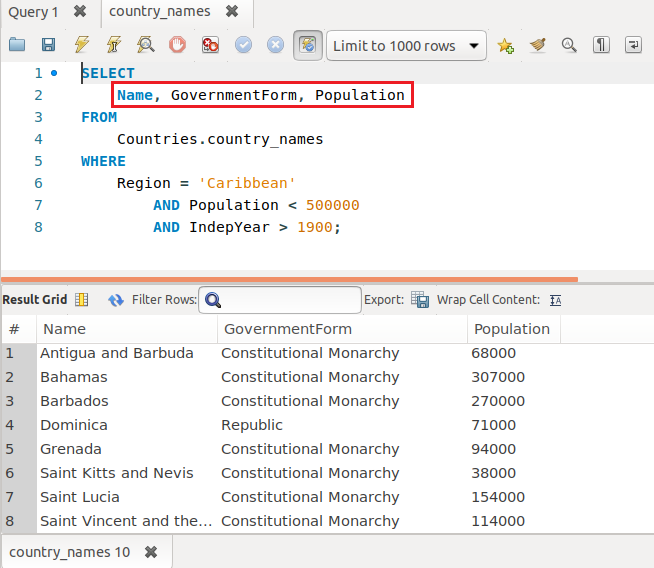 Query 1 country_names
Limit to 1000 rows
1 SELECT
2 Name, GovernmentForm, Population
3 FROM
4 Countries.country_names
5 WHERE
6 Region = 'Caribbean'
7 AND Population < 500000
8 AND IndepYear > 1900;
Result Grid Filter Rows: Export: Wrap Cell Content: IA
# Name GovernmentForm Population
1 Antigua and Barbuda Constitutional Monarchy 68000
2 Bahamas Constitutional Monarchy 307000
3 Barbados Constitutional Monarchy 270000
4 Dominica Republic 71000
5 Grenada Constitutional Monarchy 94000
6 Saint Kitts and Nevis Constitutional Monarchy 38000
7 Saint Lucia Constitutional Monarchy 154000
8 Saint Vincent and the... Constitutional Monarchy 114000
country_names 10